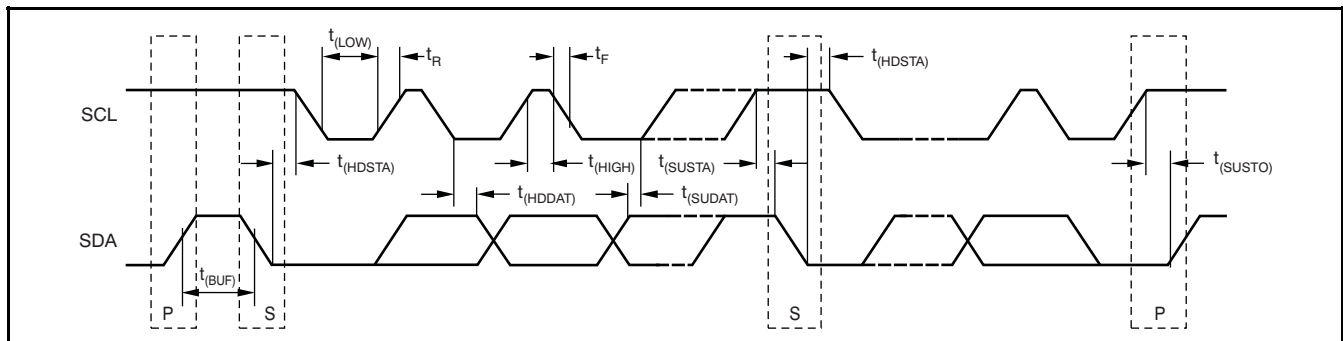 t(LOW)
tR
tF
t(HDSTA)
SCL
t(HDSTA)
t(HIGH)
t(SUSTA)
t(SUSTO)
t(HDDAT)
t(SUDAT)
SDA
t(BUF)
P
S
S
P